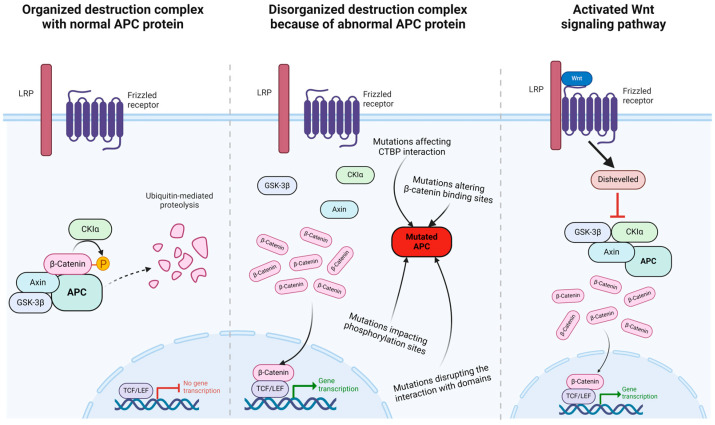 Organized destruction complex
with normal APC protein
Disorganized destruction complex
because of abnormal APC protein
Activated Wnt
signaling pathway
LRP
Frizzled
receptor
Ubiquitin-mediated
proteolysis
CKIα
β-Catenin
P
Axin
APC
GSK-3β
TCF/LEF
No gene
transcription
LRP
Frizzled
receptor
Mutations affecting
CTBP interaction
GSK-3β
CKIα
Axin
Mutations altering
β-catenin binding sites
Mutated
APC
β-Catenin
β-Catenin
β-Catenin
β-Catenin
β-Catenin
β-Catenin
β-Catenin
β-Catenin
Mutations impacting
phosphorylation sites
Mutations disrupting the
interaction with domains
β-Catenin
TCF/LEF
Gene
transcription
LRP
Wnt
Frizzled
receptor
Dishevelled
GSK-3β
CKIα
Axin
APC
β-Catenin
β-Catenin
β-Catenin
β-Catenin
β-Catenin
β-Catenin
β-Catenin
TCF/LEF
Gene
transcription